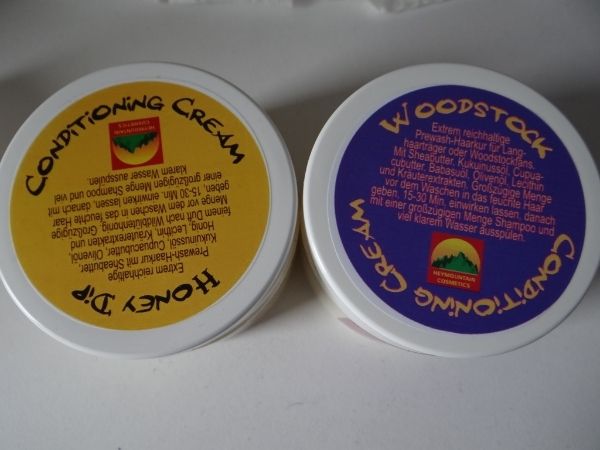 HONEY DIP
Extrem reichhaltige
Prewash-Haarkur mit Sheabutter,
Kukuinussöl, Cupuacubutter, Olivenöl,
Honig, Lecithin, Kräuterextrakten und
feinem Duft nach Wildblütenhonig. Großzügige
Menge vor dem Waschen in das feuchte Haar
geben, 15-30 Min. einwirken lassen, danach mit
einer großzügigen Menge Shampoo und viel
klarem Wasser ausspülen.
HEYMOUNTAIN
COSMETICS
CONDITIONING CREAM
WOODSTOCK
Extrem reichhaltige
Prewash-Haarkur für Lang-
haarträger oder Woodstockfans.
Mit Sheabutter, Kukuinussöl, Cupua-
cubutter, Babasuöl, Olivenöl, Lecithin
und Kräuterextrakten. Großzügige Menge
vor dem Waschen in das feuchte Haar
geben, 15-30 Min. einwirken lassen, danach
mit einer großzügigen Menge Shampoo und
viel klarem Wasser ausspülen.
HEYMOUNTAIN
COSMETICS
CONDITIONING CREAM